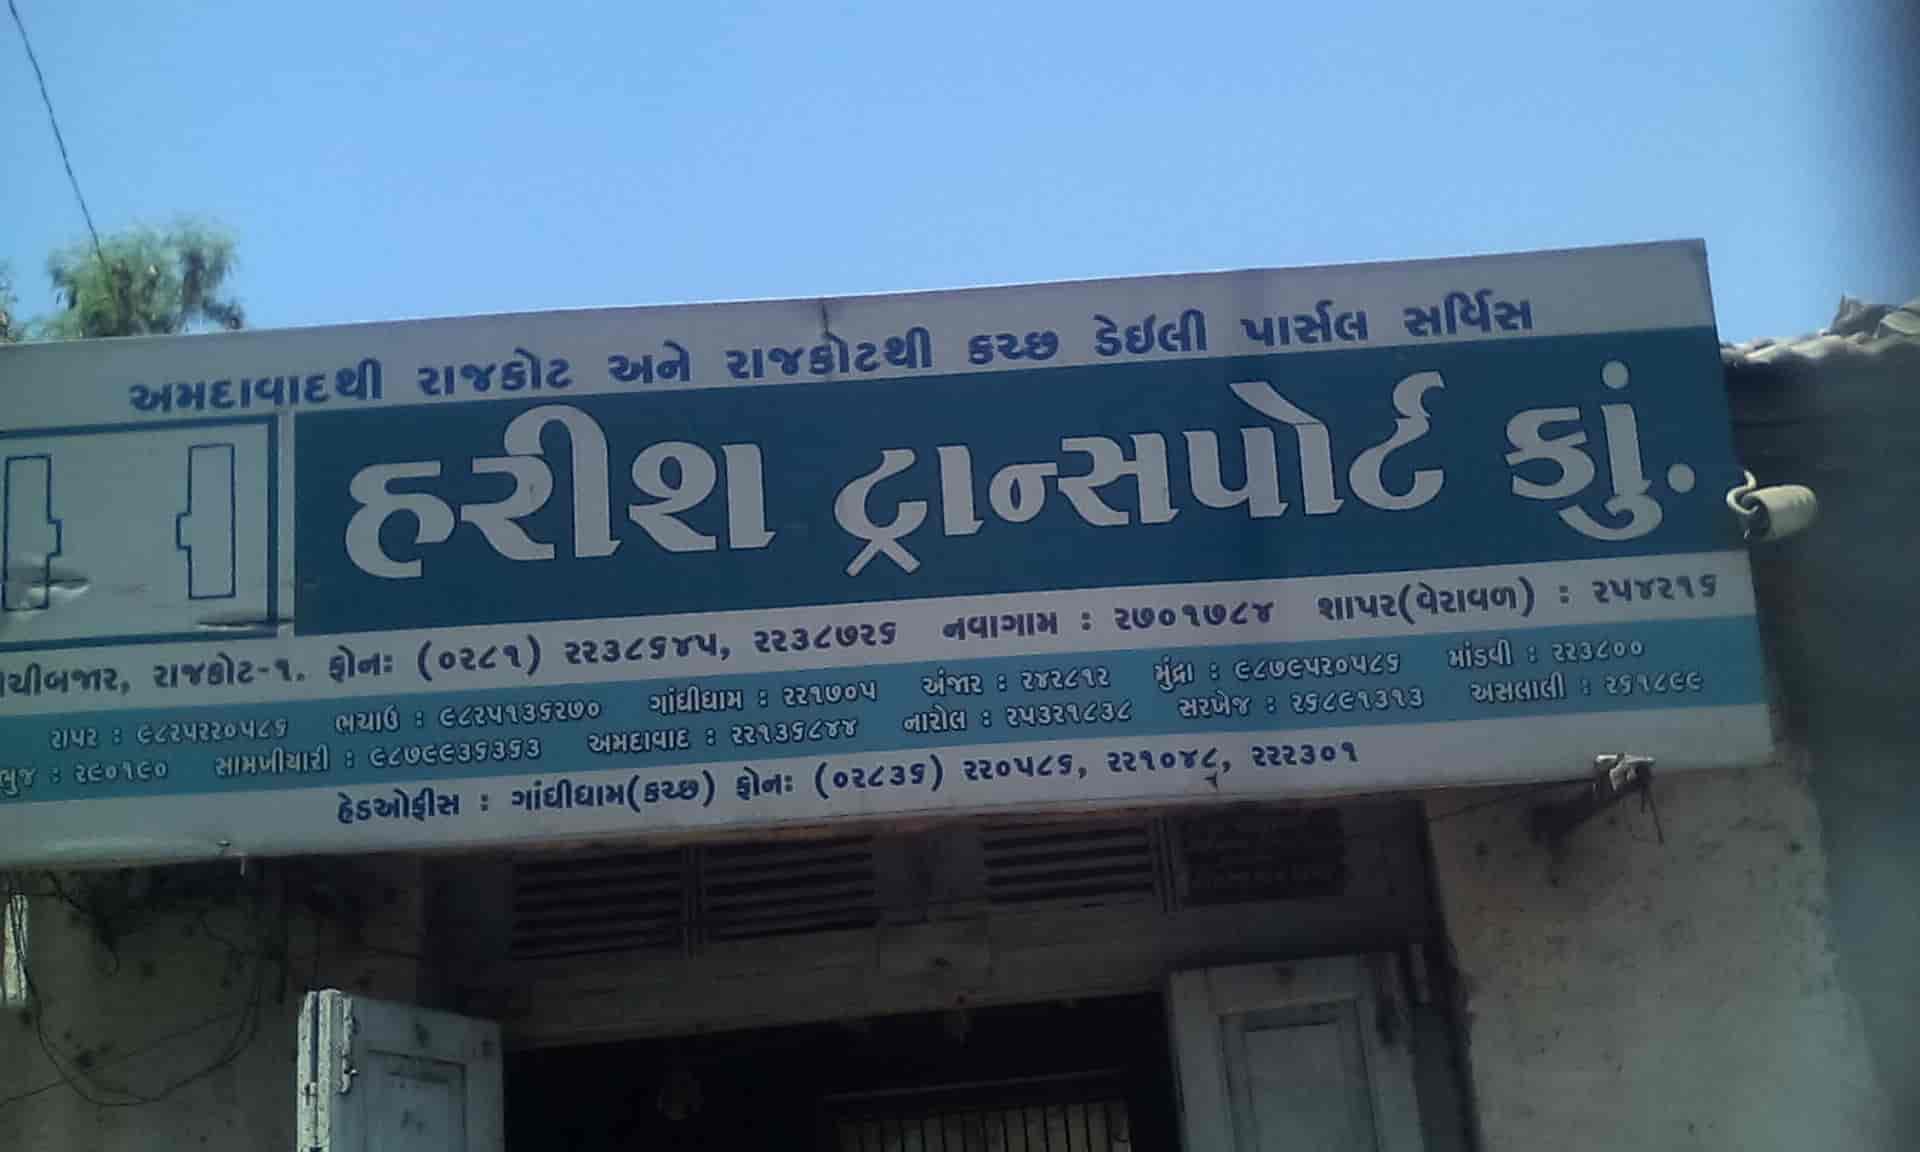 અમદાવાદથી રાજકોટ અને રાજકોટથી કચ્છ ડેઈલી પાર્સલ સર્વિસ
હરીશ ટ્રાન્સપોર્ટ કું.
રાજકોટ-૧. ફોનઃ (૦૨૮૧) ૨૨૩૮૬૪૫, ૨૨૩૮૭૨૬ નવાગામ : ૨૭૦૧૭૮૪ શાપર(વેરાવળ) : ૨૫૪૨૧૬
રાપર : ૯૮૨૫૨૨૦૫૮૬ ભચાઉ : ૯૮૨૫૧૩૬૨૭૦ ગાંધીધામ : ૨૨૧૭૦૫ અંજાર : ૨૪૨૮૧૨ મુંદ્રા : ૯૮૭૯૫૨૦૫૮૬ માંડવી : ૨૨૩૮૦૦
ભુજ : ૨૯૦૧૯૦ સામખીયારી : ૯૮૭૯૯૩૬૩૬૩ અમદાવાદ : ૨૨૧૩૬૮૪૪ નારોલ : ૨૫૩૨૧૮૩૮ સરખેજ : ૨૬૮૯૧૩૧૩ અસલાલી : ૨૬૧૮૯૯
હેડઓફીસ : ગાંધીધામ(કચ્છ) ફોનઃ (૦૨૮૩૬) ૨૨૦૫૮૬, ૨૨૧૦૪૮, ૨૨૨૩૦૧